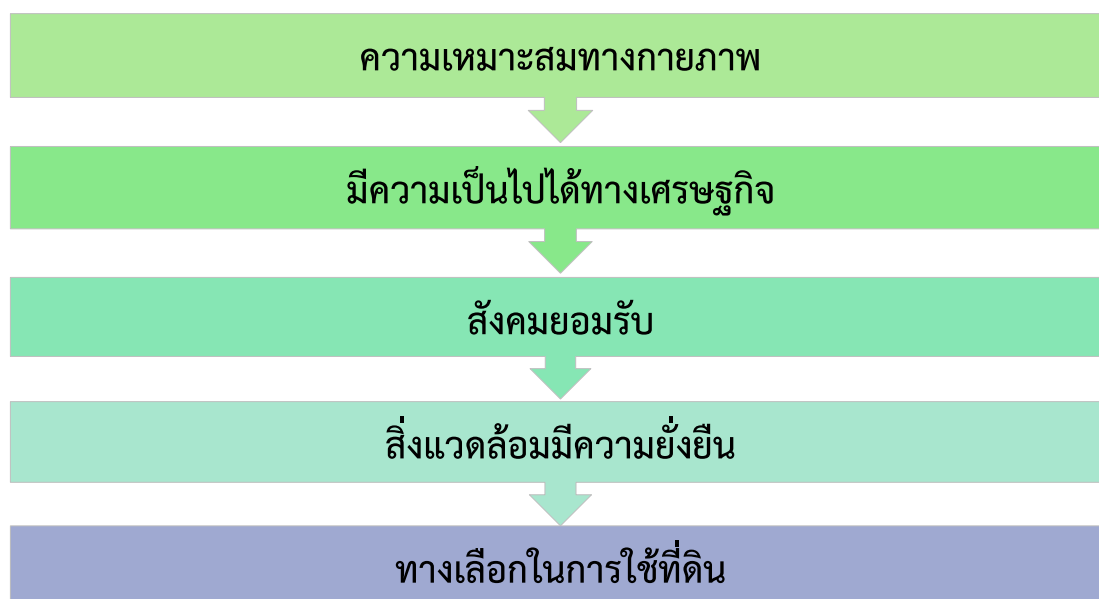 ความเหมาะสมทางกายภาพ
มีความเป็นไปได้ทางเศรษฐกิจ
สังคมยอมรับ
สิ่งแวดล้อมมีความยั่งยืน
ทางเลือกในการใช้ที่ดิน